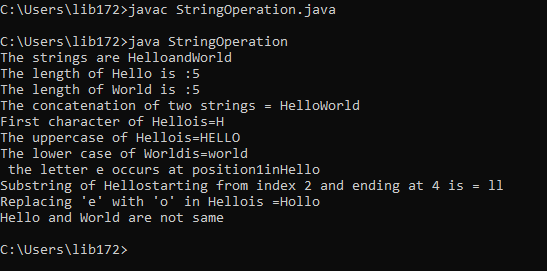 C:\Users\lib172>javac StringOperation.java
C:\Users\lib172>java StringOperation
The strings are HelloandWorld
The length of Hello is :5
The length of World is :5
The concatenation of two strings = HelloWorld
First character of Hellois=H
The uppercase of Hellois=HELLO
The lower case of Worldis=world
 the letter e occurs at position1inHello
Substring of Hellostarting from index 2 and ending at 4 is = ll
Replacing 'e' with 'o' in Hellois =Hollo
Hello and World are not same
C:\Users\lib172>